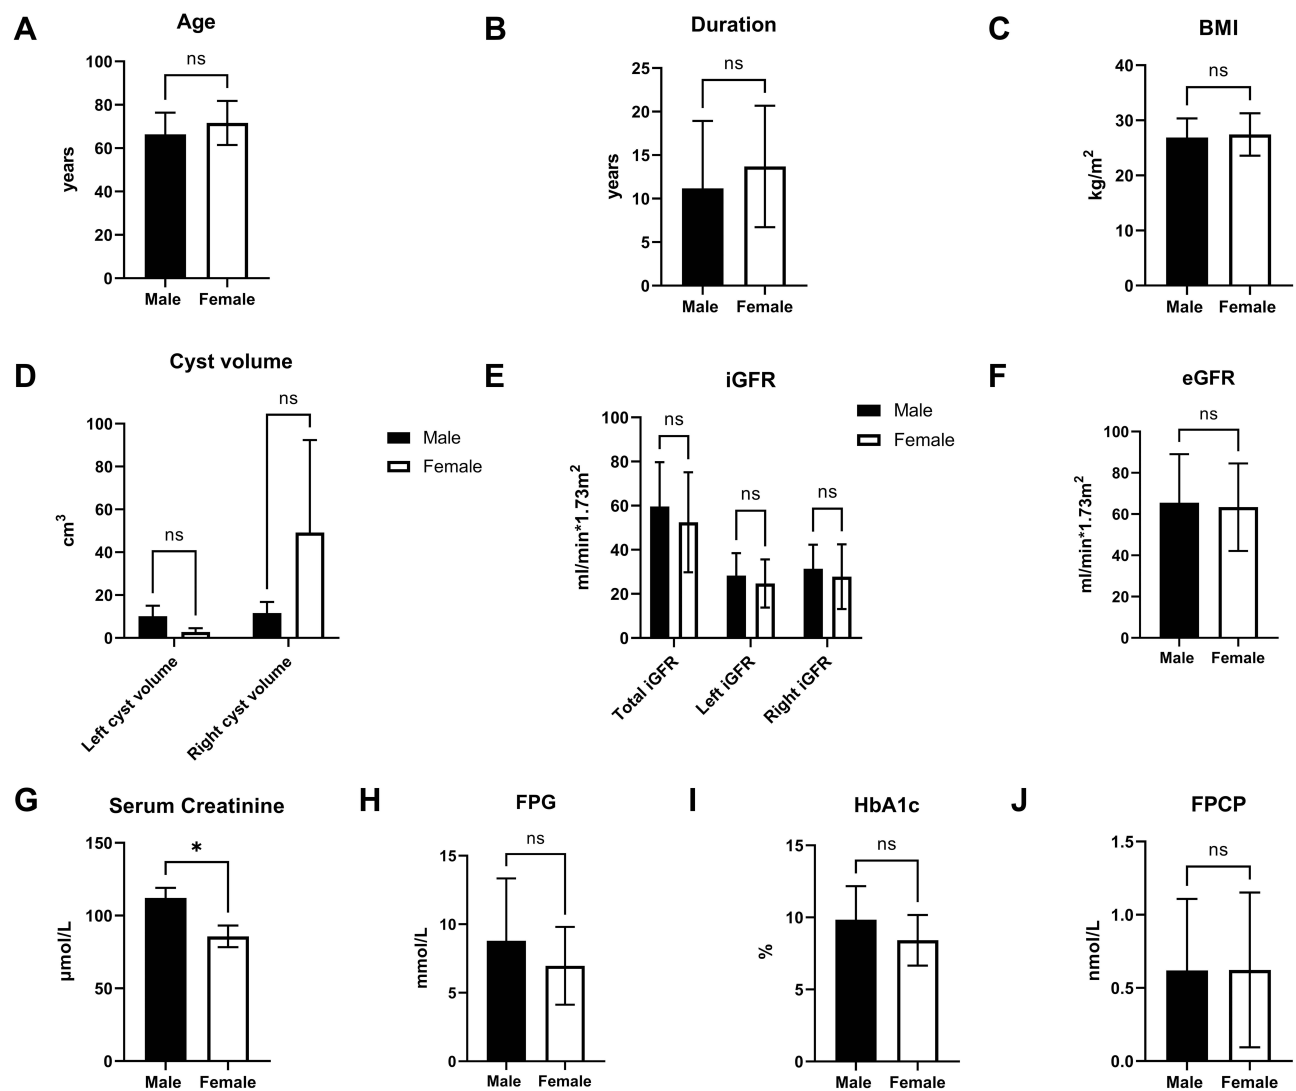 A
Age
years
100
80
60
40
20
0
ns
Male Female
B
Duration
years
25
20
15
10
5
0
ns
Male Female
C
BMI
kg/m²
40
30
20
10
0
ns
Male Female
D
Cyst volume
cm³
100
80
60
40
20
0
ns
ns
Left cyst volume
Right cyst volume
Male
Female
E
iGFR
ml/min*1.73m²
100
80
60
40
20
0
ns
ns
ns
Total iGFR
Left iGFR
Right iGFR
Male
Female
F
eGFR
ml/min*1.73m²
100
80
60
40
20
0
ns
Male Female
G
Serum Creatinine
μmol/L
150
100
50
0
*
Male Female
H
FPG
mmol/L
15
10
5
0
ns
Male Female
I
HbA1c
%
15
10
5
0
ns
Male Female
J
FPCP
nmol/L
1.5
1.0
0.5
0.0
ns
Male Female